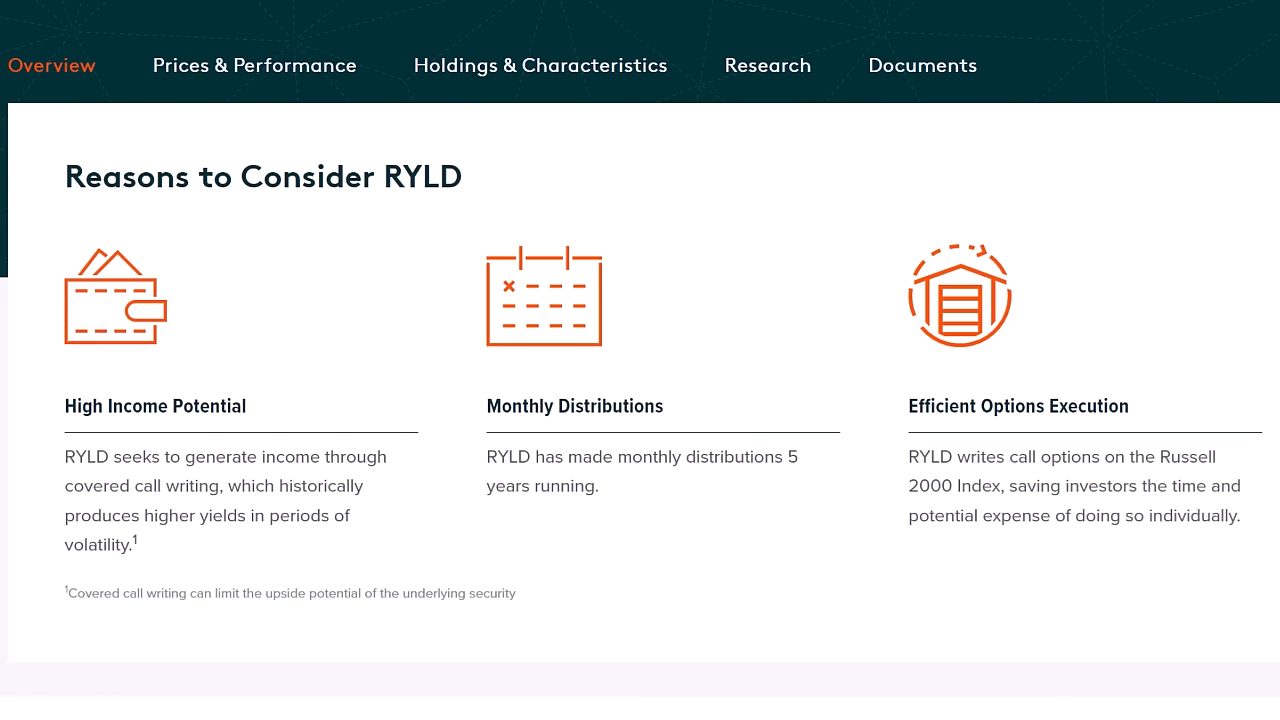 Overview Prices & Performance Holdings & Characteristics Research Documents
Reasons to Consider RYLD
High Income Potential
RYLD seeks to generate income through
covered call writing, which historically
produces higher yields in periods of
volatility.¹
Monthly Distributions
RYLD has made monthly distributions 5
years running.
Efficient Options Execution
RYLD writes call options on the Russell
2000 Index, saving investors the time and
potential expense of doing so individually.
¹Covered call writing can limit the upside potential of the underlying security